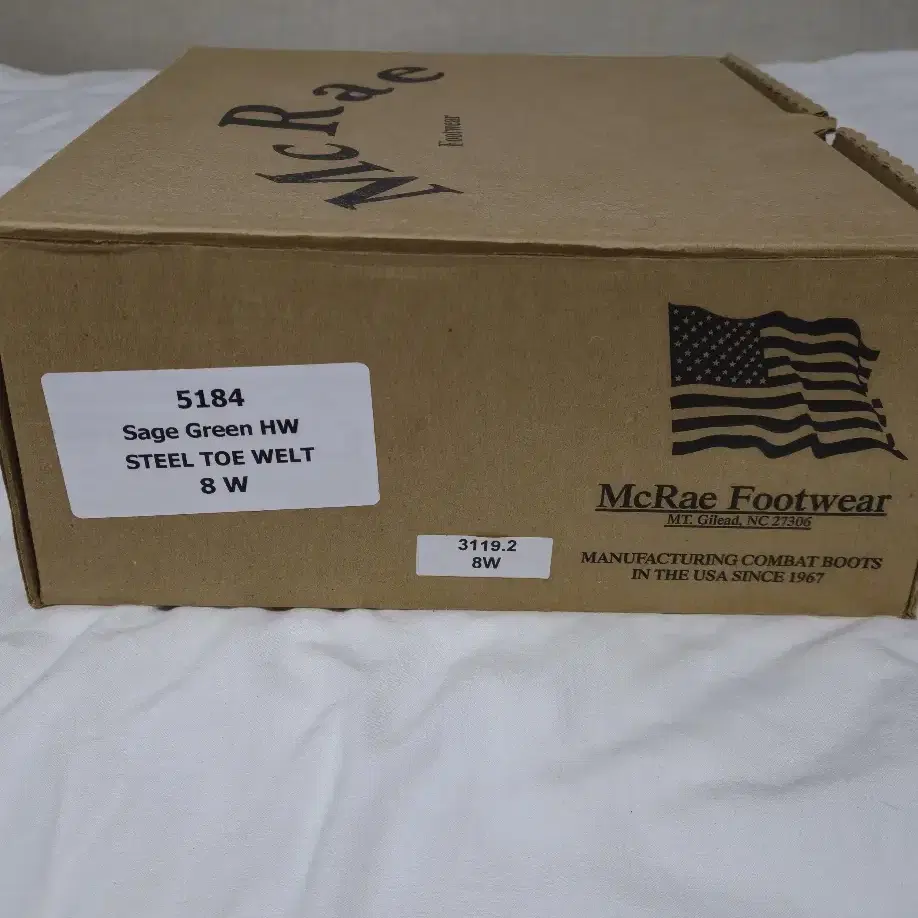 McRae
Footwear
5184
Sage Green HW
STEEL TOE WELT
8 W
3119.2
8W
McRae Footwear
MT. Gilead, NC 27306
MANUFACTURING COMBAT BOOTS
IN THE USA SINCE 1967